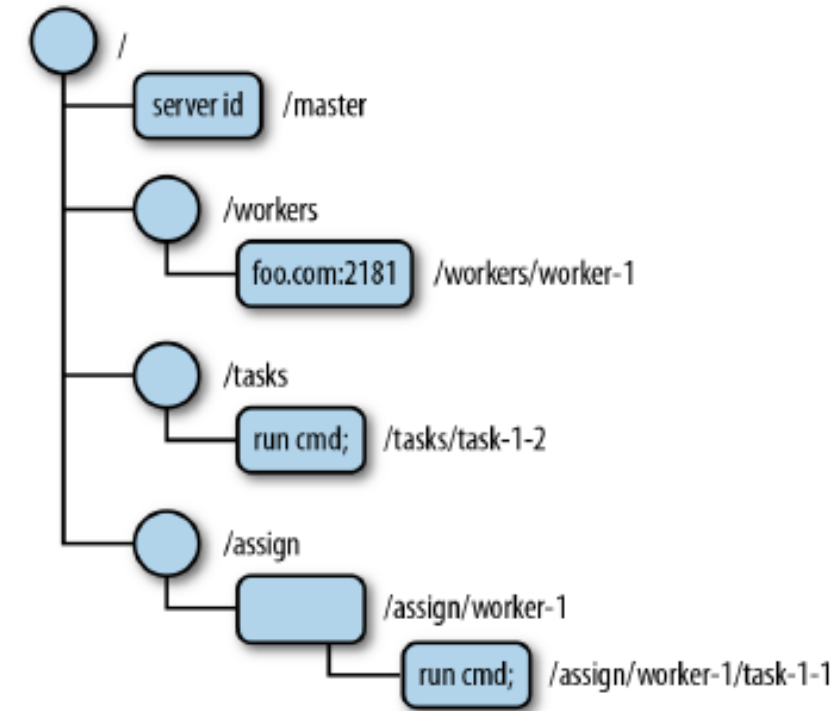 /
server id /master
/workers
foo.com:2181 /workers/worker-1
/tasks
run cmd; /tasks/task-1-2
/assign
/assign/worker-1
run cmd; /assign/worker-1/task-1-1